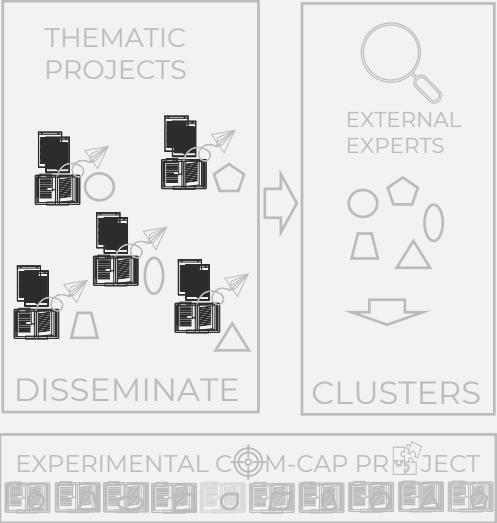 THEMATIC
PROJECTS
DISSEMINATE
EXTERNAL
EXPERTS
CLUSTERS
EXPERIMENTAL COM-CAP PROJECT